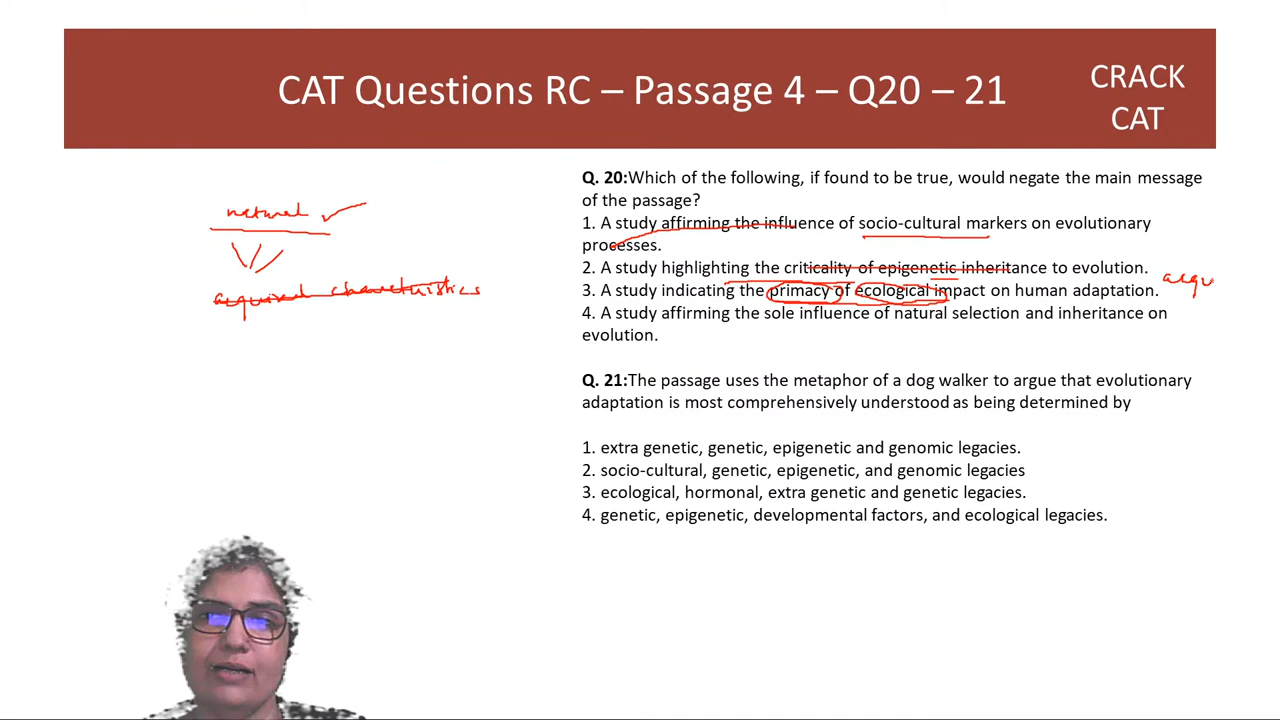 CAT Questions RC – Passage 4 – Q20 – 21
CRACK
CAT
natural
acquired characteristics
Q. 20:Which of the following, if found to be true, would negate the main message
of the passage?
1. A study affirming the influence of socio-cultural markers on evolutionary
processes.
2. A study highlighting the criticality of epigenetic inheritance to evolution.
3. A study indicating the primacy of ecological impact on human adaptation.
acqu
4. A study affirming the sole influence of natural selection and inheritance on
evolution.
Q. 21:The passage uses the metaphor of a dog walker to argue that evolutionary
adaptation is most comprehensively understood as being determined by
1. extra genetic, genetic, epigenetic and genomic legacies.
2. socio-cultural, genetic, epigenetic, and genomic legacies
3. ecological, hormonal, extra genetic and genetic legacies.
4. genetic, epigenetic, developmental factors, and ecological legacies.